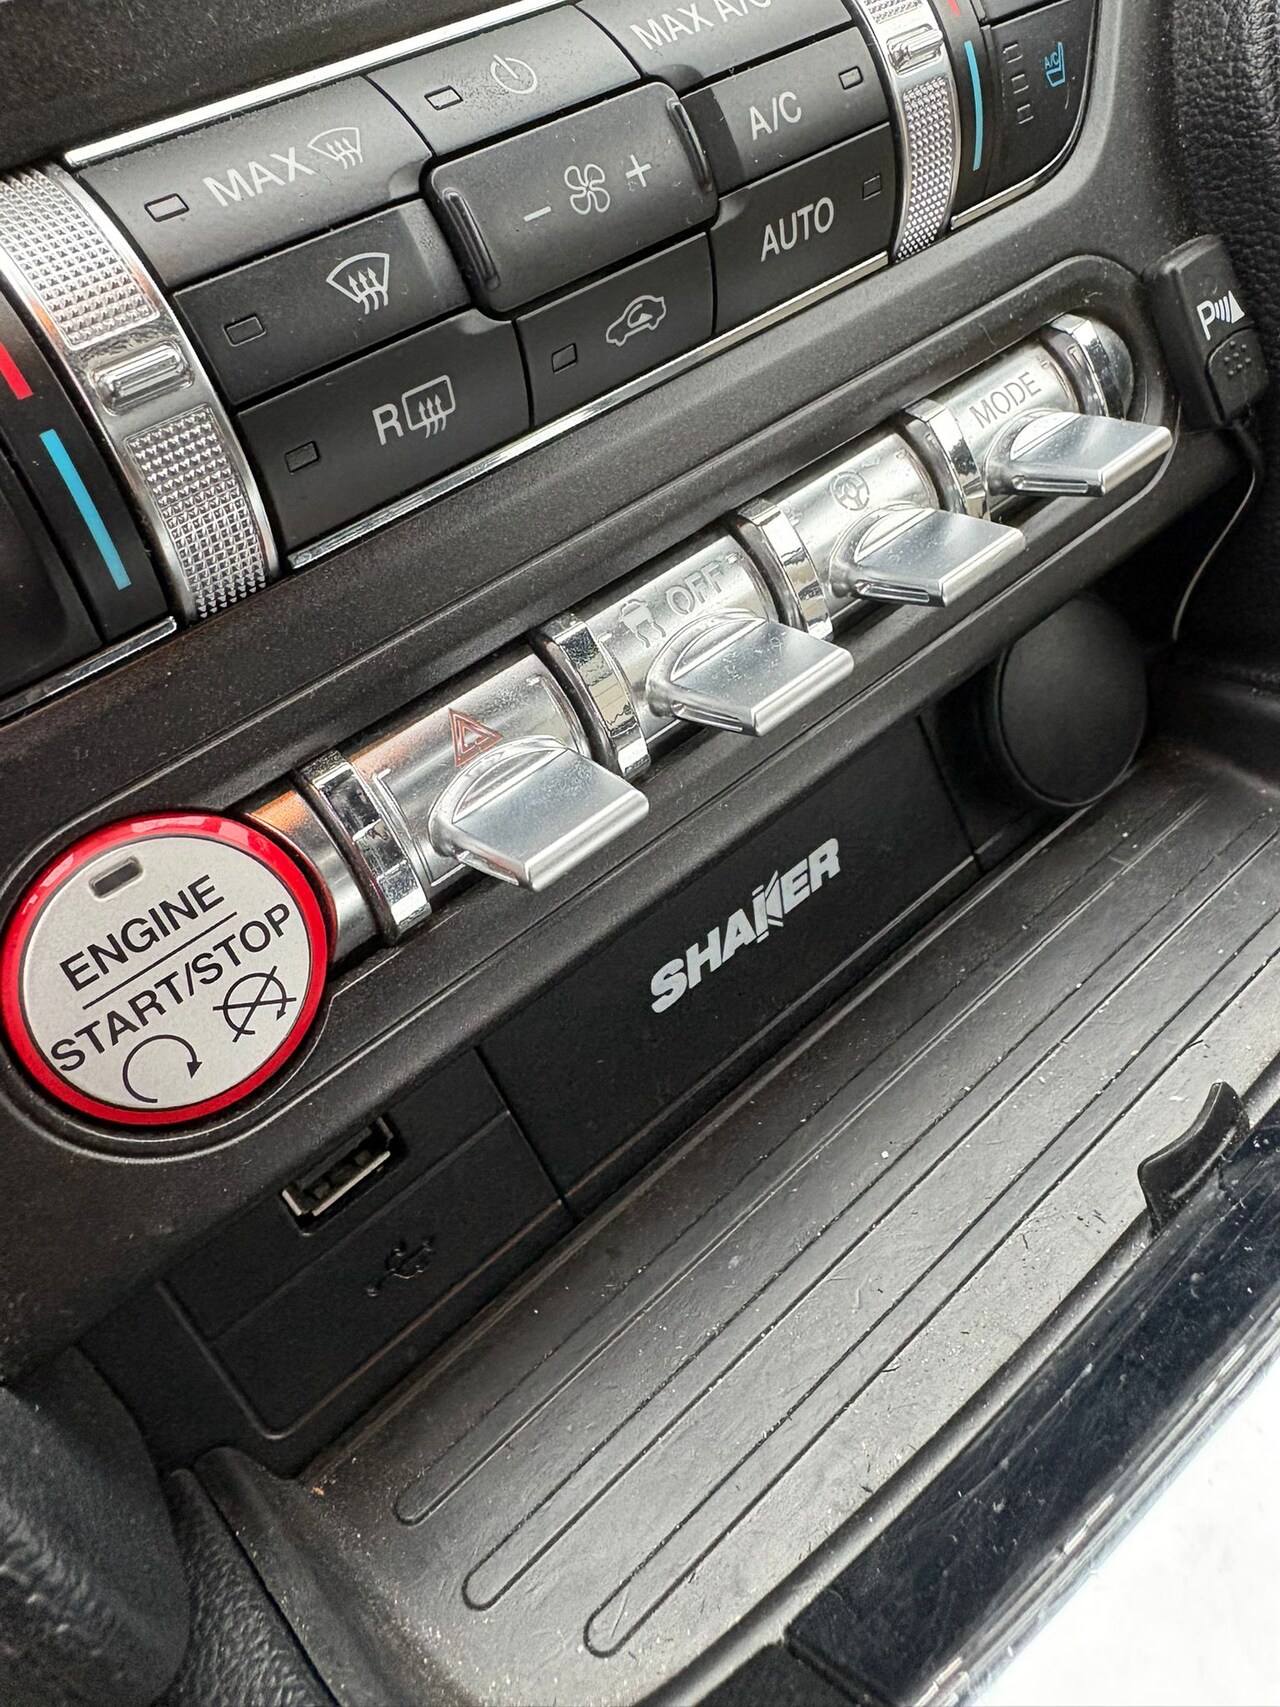 MAX A/C
MAX
A/C
A/C
AUTO
R
P
MODE
OFF
ENGINE
START/STOP
SHAKER